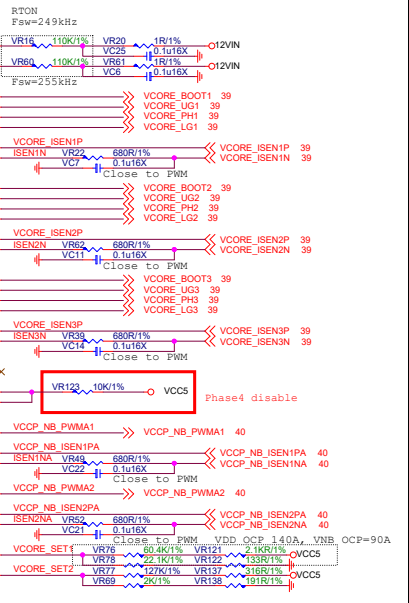 RTON
Fsw=249kHz
VR16 110K/1% VR20 1R/1% 12VIN
VC25 0.1u16X
VR60 110K/1% VR61 1R/1% 12VIN
VC6 0.1u16X
Fsw=255kHz
VCORE_BOOT1 39
VCORE_UG1 39
VCORE_PH1 39
VCORE_LG1 39
VCORE_ISEN1P VCORE_ISEN1P 39
ISEN1N VR22 680R/1% VCORE_ISEN1N 39
VC7 0.1u16X
Close to PWM
VCORE_BOOT2 39
VCORE_UG2 39
VCORE_PH2 39
VCORE_LG2 39
VCORE_ISEN2P VCORE_ISEN2P 39
ISEN2N VR62 680R/1% VCORE_ISEN2N 39
VC11 0.1u16X
Close to PWM
VCORE_BOOT3 39
VCORE_UG3 39
VCORE_PH3 39
VCORE_LG3 39
VCORE_ISEN3P VCORE_ISEN3P 39
ISEN3N VR39 680R/1% VCORE_ISEN3N 39
VC14 0.1u16X
Close to PWM
VR123 10K/1% VCC5
Phase4 disable
VCCP_NB_PWMA1 VCCP_NB_PWMA1 40
VCCP_NB_ISEN1PA VCCP_NB_ISEN1PA 40
ISEN1NA VR49 680R/1% VCCP_NB_ISEN1NA 40
VC22 0.1u16X
Close to PWM
VCCP_NB_PWMA2 VCCP_NB_PWMA2 40
VCCP_NB_ISEN2PA VCCP_NB_ISEN2PA 40
ISEN2NA VR52 680R/1% VCCP_NB_ISEN2NA 40
VC21 0.1u16X
Close to PWM VDD OCP 140A, VNB OCP=90A
VCORE_SET1 VR76 60.4K/1% VR121 2.1KR/1% VCC5
VR78 22.1K/1% VR122 133R/1%
VCORE_SET2 VR77 127K/1% VR137 316R/1% VCC5
VR69 2K/1% VR138 191R/1%